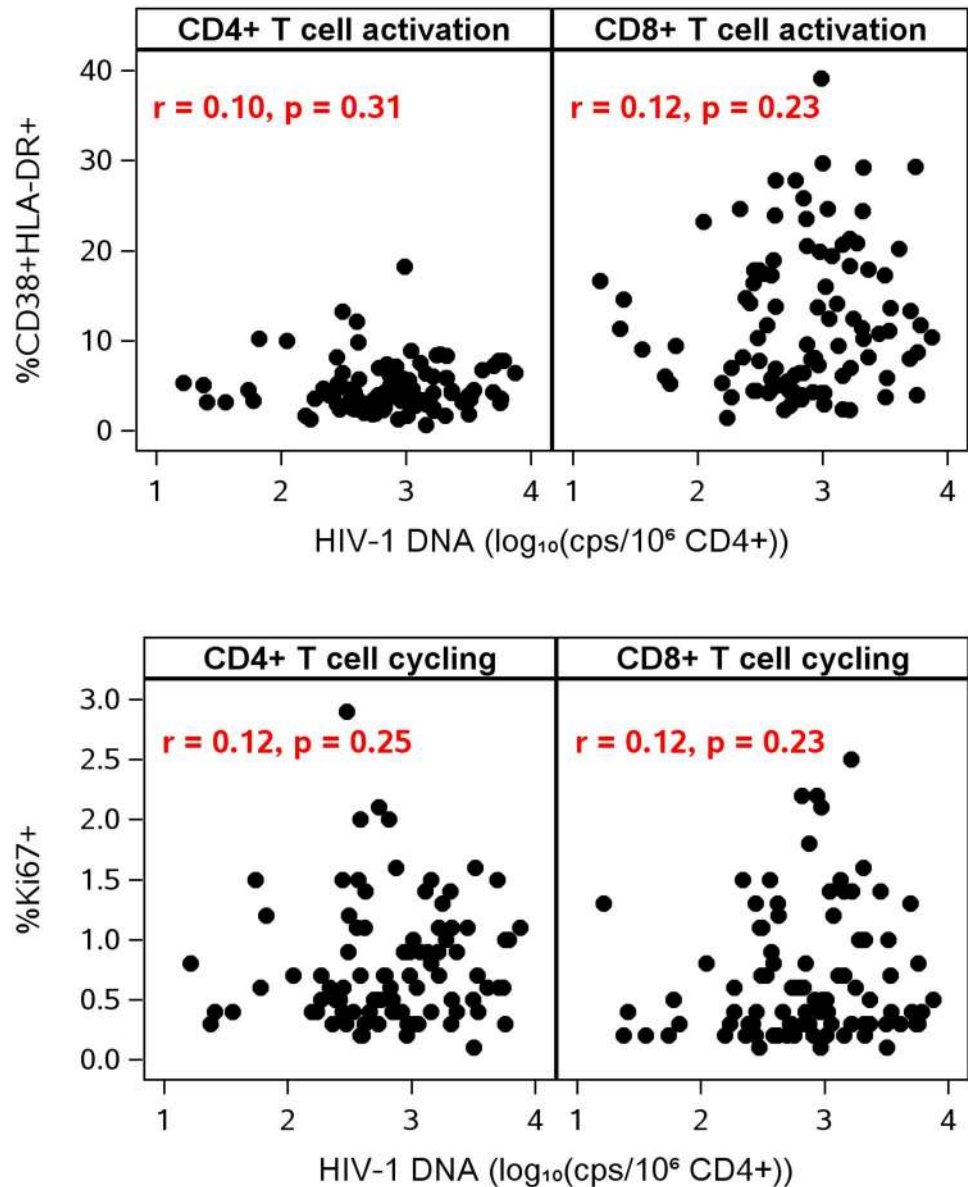 CD4+ T cell activation
CD8+ T cell activation
r = 0.10, p = 0.31
r = 0.12, p = 0.23
%CD38+HLA-DR+
40
30
20
10
0
1 2 3 4
1 2 3 4
HIV-1 DNA (log₁₀(cps/10⁶ CD4+))
CD4+ T cell cycling
CD8+ T cell cycling
r = 0.12, p = 0.25
r = 0.12, p = 0.23
%Ki67+
3.0
2.5
2.0
1.5
1.0
0.5
0.0
1 2 3 4
1 2 3 4
HIV-1 DNA (log₁₀(cps/10⁶ CD4+))